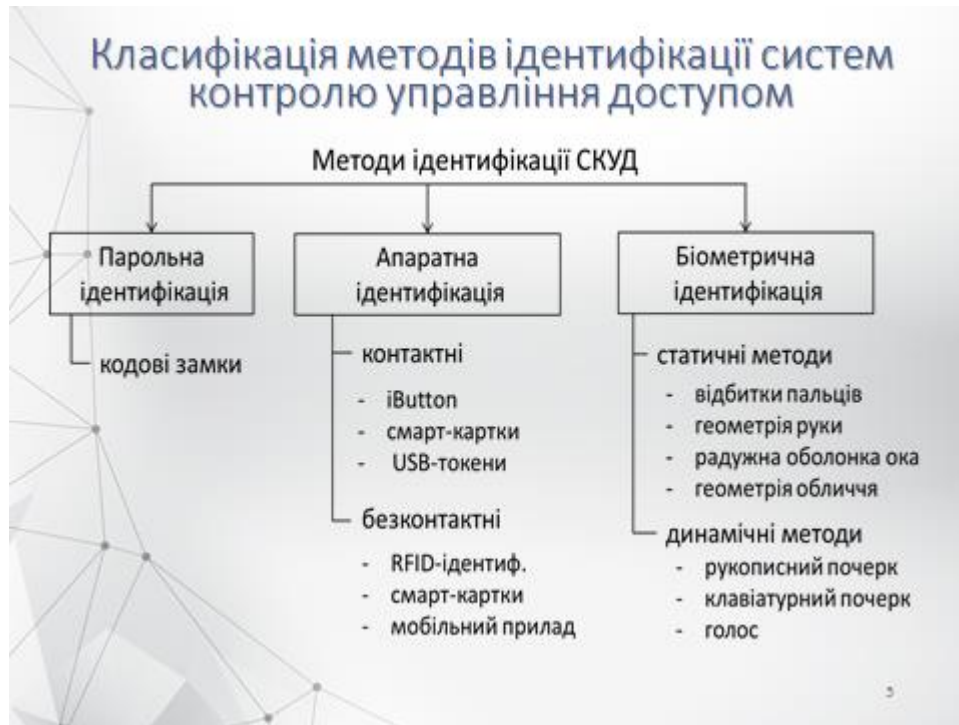 Класифікація методів ідентифікації систем
контролю управління доступом
Методи ідентифікації СКУД
Парольна
ідентифікація
кодові замки
Апаратна
ідентифікація
контактні
- iButton
- смарт-картки
- USB-токени
безконтактні
- RFID-ідентиф.
- смарт-картки
- мобільний прилад
Біометрична
ідентифікація
статичні методи
- відбитки пальців
- геометрія руки
- радужна оболонка ока
- геометрія обличчя
динамічні методи
- рукописний почерк
- клавіатурний почерк
- голос